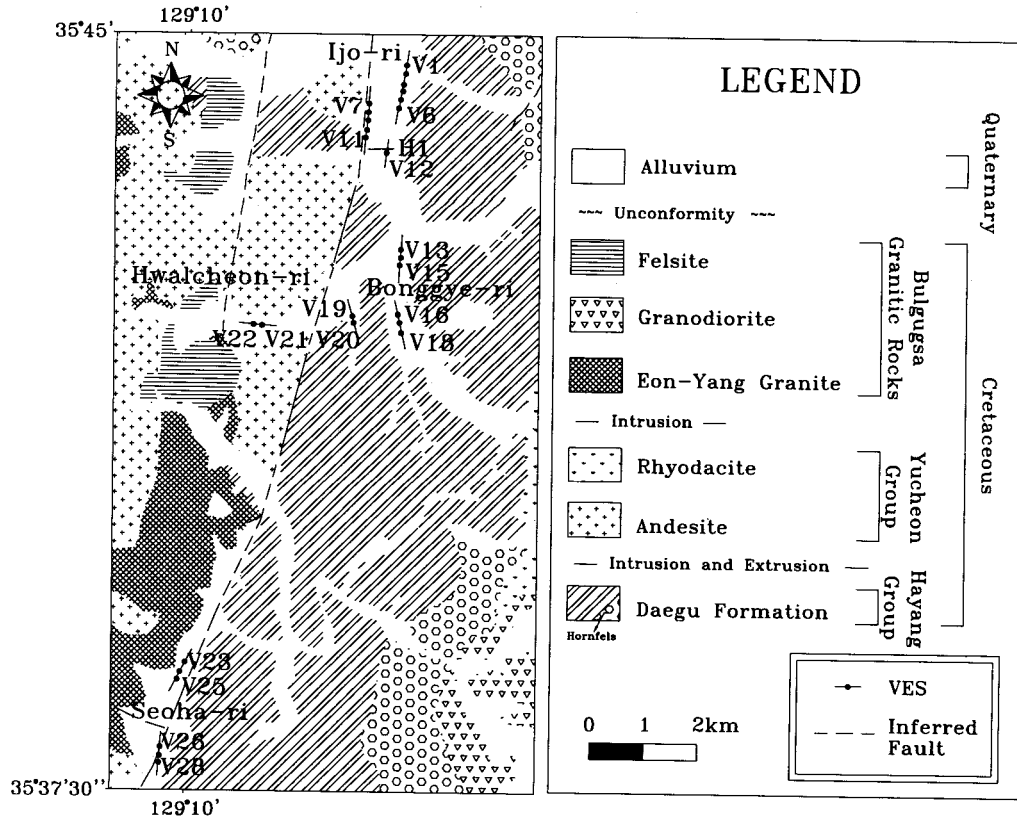 129°10′
35°45′
N
S
Ijo-ri
V1
V7
V6
V11
H1
V12
V13
V15
Hwalcheon-ri
Bonggye-ri
V19
V16
V22 V21 V20
V18
V23
V25
Seoha-ri
V26
V28
35°37′30″
129°10′
LEGEND
Quaternary
Alluvium
~~~ Unconformity ~~~
Felsite
Granodiorite
Eon-Yang Granite
Bulgugsa
Granitic Rocks
— Intrusion —
Rhyodacite
Andesite
Yucheon
Group
Cretaceous
— Intrusion and Extrusion —
Daegu Formation
Hornfels
Hayang
Group
0 1 2km
VES
Inferred
Fault